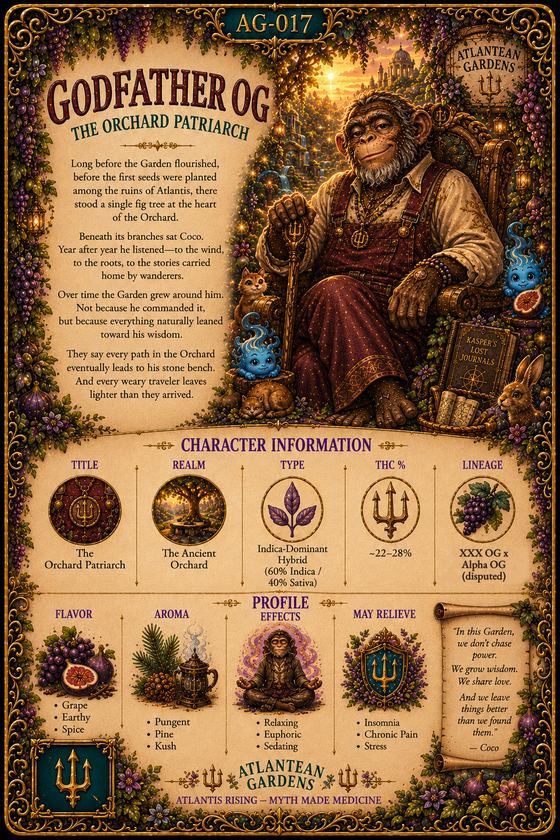 AG-017
ATLANTEAN
GARDENS
GODFATHER OG
THE ORCHARD PATRIARCH
Long before the Garden flourished,
before the first seeds were planted
among the ruins of Atlantis, there
stood a single fig tree at the heart
of the Orchard.
Beneath its branches sat Coco.
Year after year he listened—to the wind,
to the roots, to the stories carried
home by wanderers.
Over time the Garden grew around him.
Not because he commanded it,
but because everything naturally leaned
toward his wisdom.
They say every path in the Orchard
eventually leads to his stone bench.
And every weary traveler leaves
lighter than they arrived.
KASPER'S
LOST
JOURNALS
CHARACTER INFORMATION
TITLE
The
Orchard Patriarch
REALM
The Ancient
Orchard
TYPE
Indica-Dominant
Hybrid
(60% Indica /
40% Sativa)
THC %
~22–28%
LINEAGE
XXX OG x
Alpha OG
(disputed)
PROFILE
FLAVOR
• Grape
• Earthy
• Spice
AROMA
• Pungent
• Pine
• Kush
EFFECTS
• Relaxing
• Euphoric
• Sedating
MAY RELIEVE
• Insomnia
• Chronic Pain
• Stress
"In this Garden,
we don't chase
power.
We grow wisdom.
We share love.
And we leave
things better
than we found
them."
— Coco
ATLANTEAN
GARDENS
ATLANTIS RISING – MYTH MADE MEDICINE